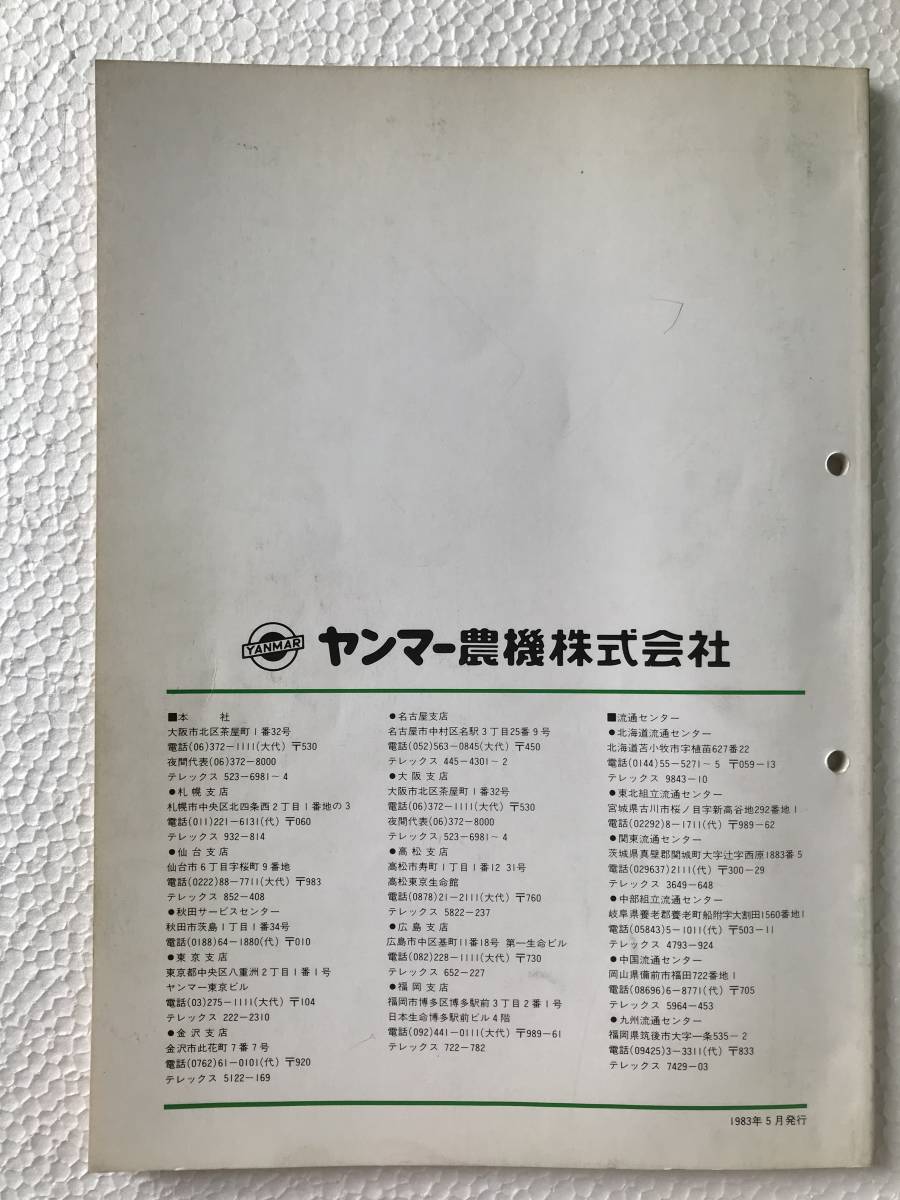 YANMAR
ヤンマー農機株式会社
■本　　社
大阪市北区茶屋町1番32号
電話(06)372-1111(大代) 〒530
夜間代表(06)372-8000
テレックス 523-6981~4
●札幌支店
札幌市中央区北四条西2丁目1番地の3
電話(011)221-6131(代) 〒060
テレックス 932-814
●仙台支店
仙台市6丁目字桜町9番地
電話(0222)88-7711(大代) 〒983
テレックス 852-408
●秋田サービスセンター
秋田市茨島1丁目1番34号
電話(0188)64-1880(代) 〒010
●東京支店
東京都中央区八重洲2丁目1番1号
ヤンマー東京ビル
電話(03)275-1111(大代) 〒104
テレックス 222-2310
●金沢支店
金沢市此花町7番7号
電話(0762)61-0101(代) 〒920
テレックス 5122-169
●名古屋支店
名古屋市中村区名駅3丁目25番9号
電話(052)563-0845(大代) 〒450
テレックス 445-4301~2
●大阪支店
大阪市北区茶屋町1番32号
電話(06)372-1111(大代) 〒530
夜間代表(06)372-8000
テレックス 523-6981~4
●高松支店
高松市寿町1丁目1番12 31号
高松東京生命館
電話(0878)21-2111(大代) 〒760
テレックス 5822-237
●広島支店
広島市中区基町11番18号 第一生命ビル
電話(082)228-1111(大代) 〒730
テレックス 652-227
●福岡支店
福岡市博多区博多駅前3丁目2番1号
日本生命博多駅前ビル4階
電話(092)441-0111(大代) 〒989-61
テレックス 722-782
■流通センター
●北海道流通センター
北海道苫小牧市字植苗627番22
電話(0144)55-5271~5 〒059-13
テレックス 9843-10
●東北組立流通センター
宮城県古川市桜ノ目字新高谷地292番地1
電話(02292)8-1711(代) 〒989-62
●関東流通センター
茨城県真壁郡関城町大字辻字西原1883番5
電話(029637)2111(代) 〒300-29
テレックス 3649-648
●中部組立流通センター
岐阜県養老郡養老町船附字大割田1560番地1
電話(05843)5-1011(代) 〒503-11
テレックス 4793-924
●中国流通センター
岡山県備前市福田722番地1
電話(08696)6-8771(代) 〒705
テレックス 5964-453
●九州流通センター
福岡県筑後市大字一条535-2
電話(09425)3-3311(代) 〒833
テレックス 7429-03
1983年5月発行